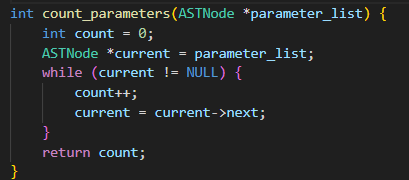 int count_parameters(ASTNode *parameter_list) {
    int count = 0;
    ASTNode *current = parameter_list;
    while (current != NULL) {
        count++;
        current = current->next;
    }
    return count;
}